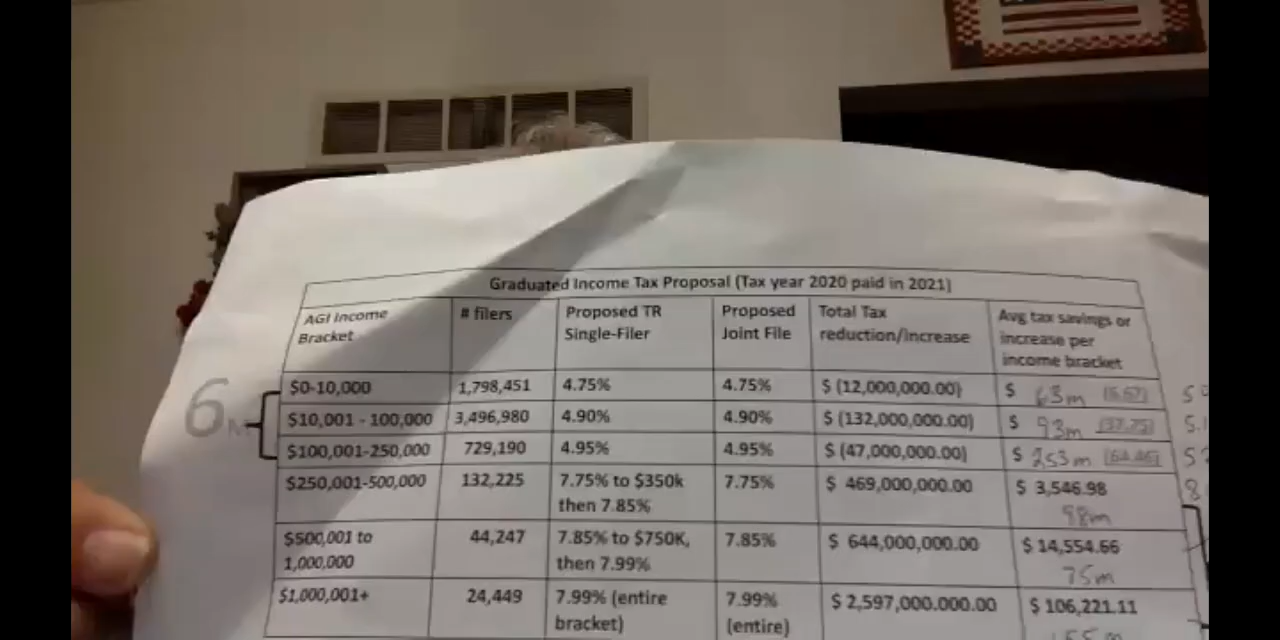 Graduated Income Tax Proposal (Tax year 2020 paid in 2021)
AGI Income Bracket # filers Proposed TR Single-Filer Proposed Joint File Total Tax reduction/increase Avg tax savings or increase per income bracket
$0-10,000 1,798,451 4.75% 4.75% $ (12,000,000.00) $ 63m (6.67)
$10,001 - 100,000 3,496,980 4.90% 4.90% $ (132,000,000.00) $ 93m (37.75)
$100,001-250,000 729,190 4.95% 4.95% $ (47,000,000.00) $ 253m (64.46)
6M
$250,001-500,000 132,225 7.75% to $350k then 7.85% 7.75% $ 469,000,000.00 $ 3,546.98
98m
$500,001 to 1,000,000 44,247 7.85% to $750K, then 7.99% 7.85% $ 644,000,000.00 $ 14,554.66
75m
$1,000,001+ 24,449 7.99% (entire bracket) 7.99% (entire) $ 2,597,000.000.00 $ 106,221.11